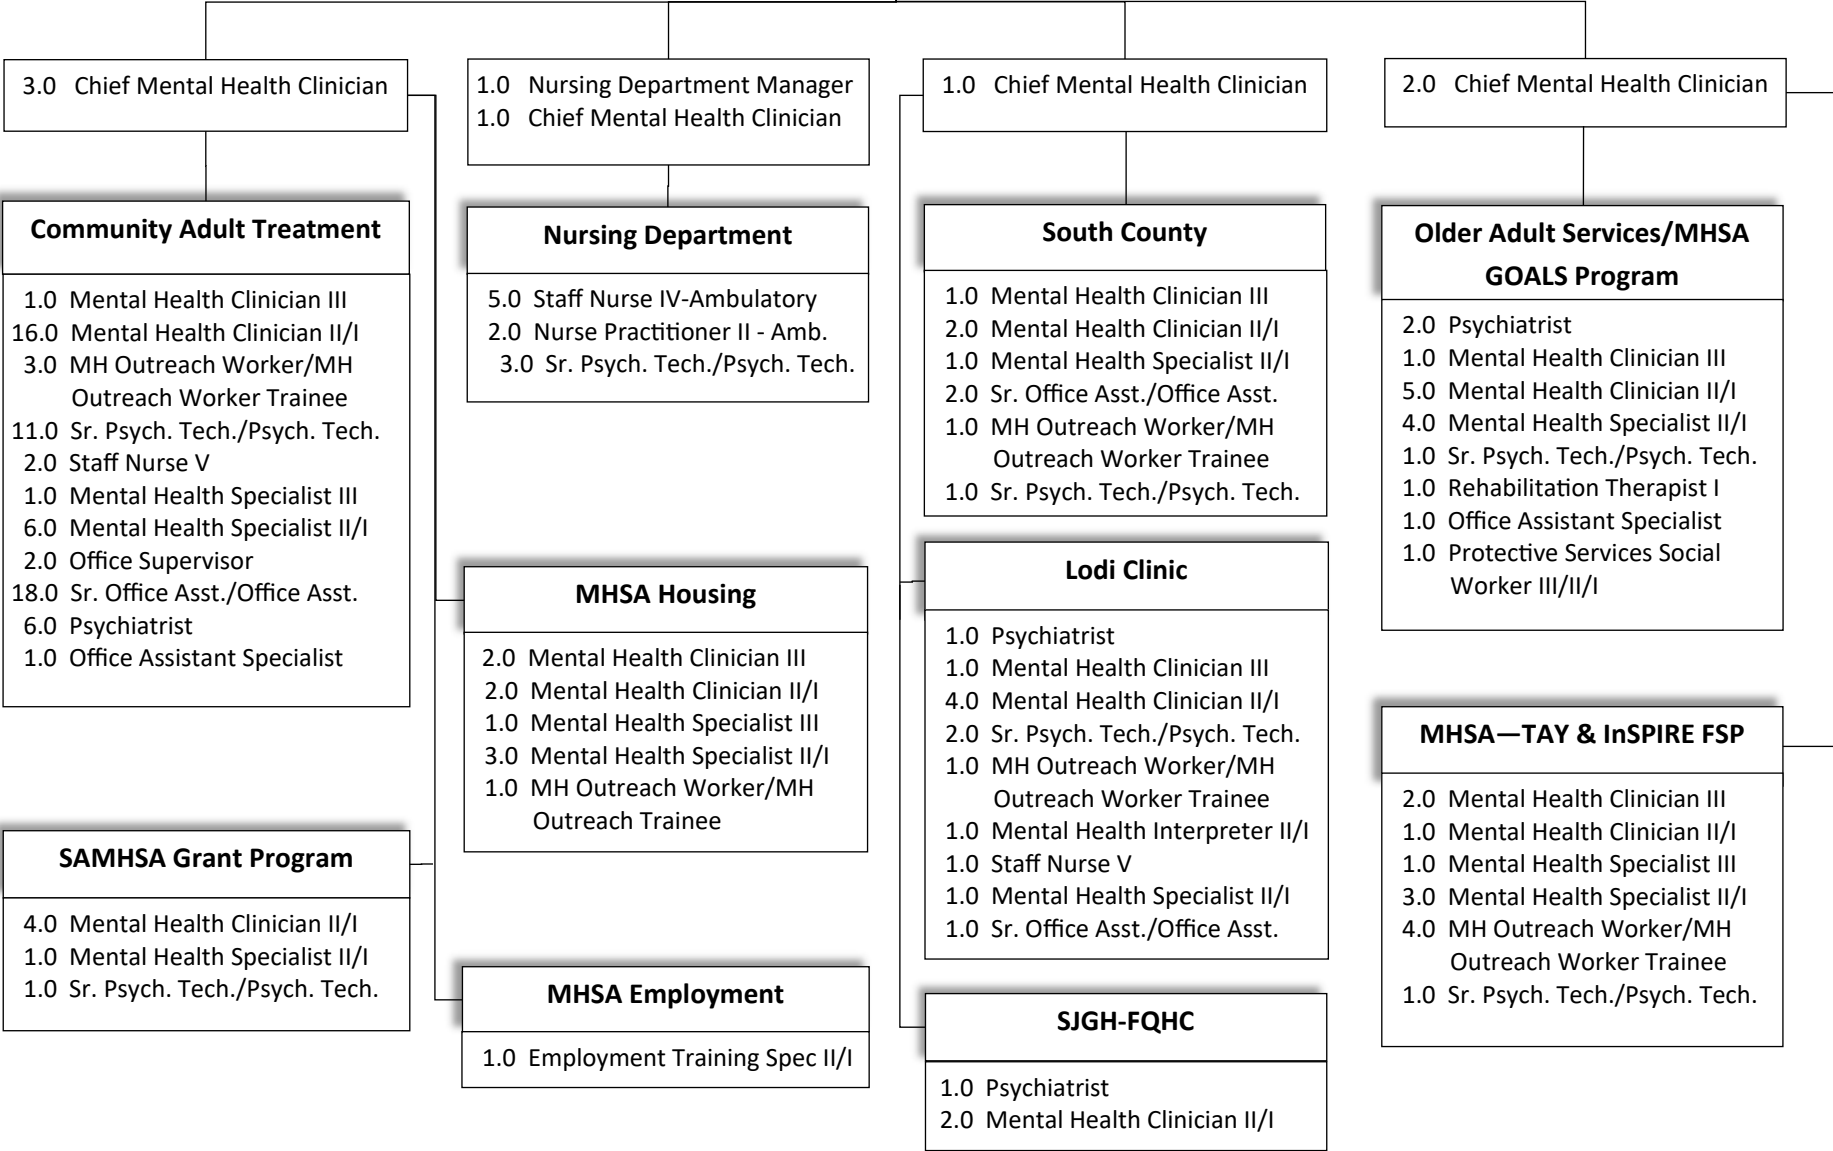 3.0 Chief Mental Health Clinician
Community Adult Treatment
1.0 Mental Health Clinician III
16.0 Mental Health Clinician II/I
3.0 MH Outreach Worker/MH
Outreach Worker Trainee
11.0 Sr. Psych. Tech./Psych. Tech.
2.0 Staff Nurse V
1.0 Mental Health Specialist III
6.0 Mental Health Specialist II/I
2.0 Office Supervisor
18.0 Sr. Office Asst./Office Asst.
6.0 Psychiatrist
1.0 Office Assistant Specialist
SAMHSA Grant Program
4.0 Mental Health Clinician II/I
1.0 Mental Health Specialist II/I
1.0 Sr. Psych. Tech./Psych. Tech.
1.0 Nursing Department Manager
1.0 Chief Mental Health Clinician
Nursing Department
5.0 Staff Nurse IV-Ambulatory
2.0 Nurse Practitioner II - Amb.
3.0 Sr. Psych. Tech./Psych. Tech.
MHSA Housing
2.0 Mental Health Clinician III
2.0 Mental Health Clinician II/I
1.0 Mental Health Specialist III
3.0 Mental Health Specialist II/I
1.0 MH Outreach Worker/MH
Outreach Trainee
MHSA Employment
1.0 Employment Training Spec II/I
1.0 Chief Mental Health Clinician
South County
1.0 Mental Health Clinician III
2.0 Mental Health Clinician II/I
1.0 Mental Health Specialist II/I
2.0 Sr. Office Asst./Office Asst.
1.0 MH Outreach Worker/MH
Outreach Worker Trainee
1.0 Sr. Psych. Tech./Psych. Tech.
Lodi Clinic
1.0 Psychiatrist
1.0 Mental Health Clinician III
4.0 Mental Health Clinician II/I
2.0 Sr. Psych. Tech./Psych. Tech.
1.0 MH Outreach Worker/MH
Outreach Worker Trainee
1.0 Mental Health Interpreter II/I
1.0 Staff Nurse V
1.0 Mental Health Specialist II/I
1.0 Sr. Office Asst./Office Asst.
SJGH-FQHC
1.0 Psychiatrist
2.0 Mental Health Clinician II/I
2.0 Chief Mental Health Clinician
Older Adult Services/MHSA
GOALS Program
2.0 Psychiatrist
1.0 Mental Health Clinician III
5.0 Mental Health Clinician II/I
4.0 Mental Health Specialist II/I
1.0 Sr. Psych. Tech./Psych. Tech.
1.0 Rehabilitation Therapist I
1.0 Office Assistant Specialist
1.0 Protective Services Social
Worker III/II/I
MHSA—TAY & InSPIRE FSP
2.0 Mental Health Clinician III
1.0 Mental Health Clinician II/I
1.0 Mental Health Specialist III
3.0 Mental Health Specialist II/I
4.0 MH Outreach Worker/MH
Outreach Worker Trainee
1.0 Sr. Psych. Tech./Psych. Tech.